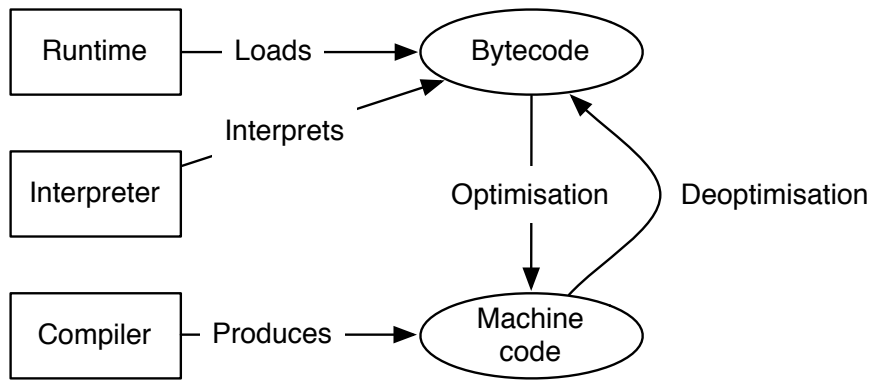 Runtime
Loads
Bytecode
Interprets
Interpreter
Optimisation
Deoptimisation
Compiler
Produces
Machine
code